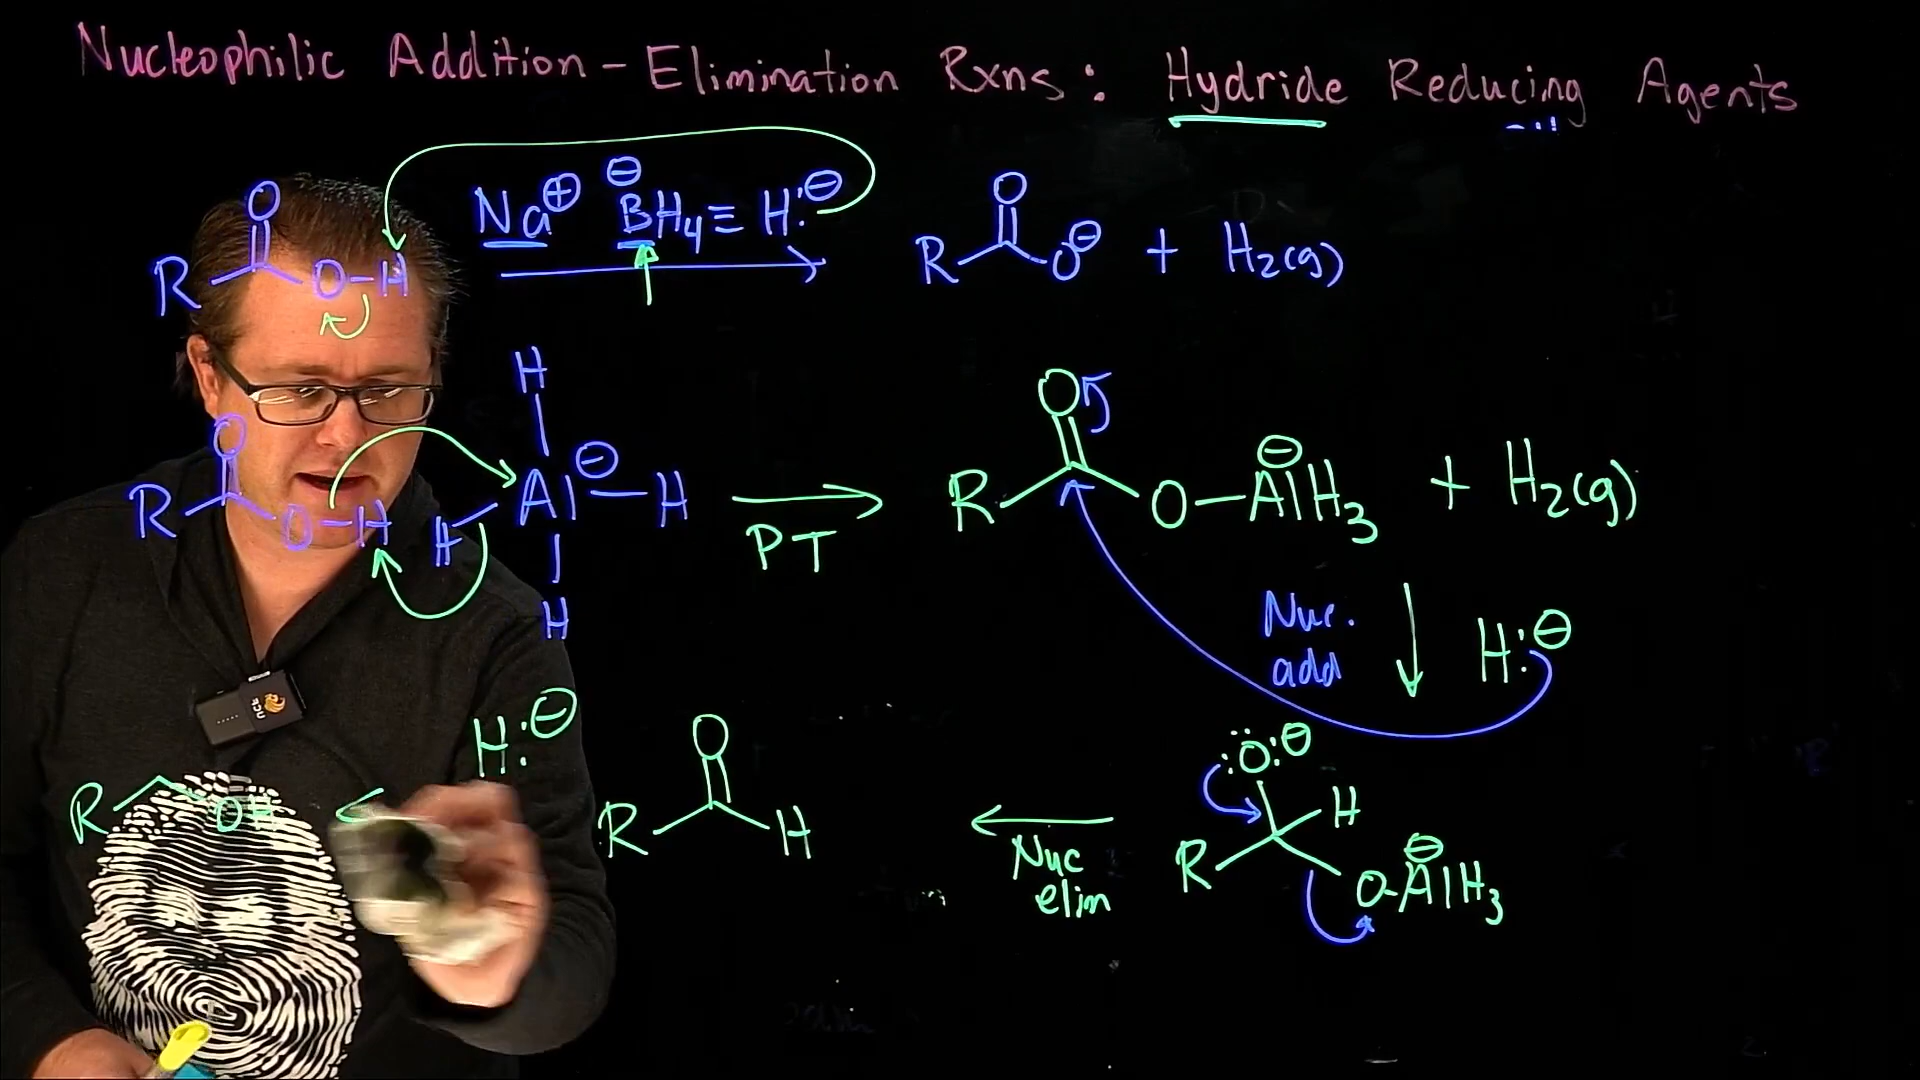 Nucleophilic Addition - Elimination Rxns: Hydride Reducing Agents
O Na⊕ ⊖BH4 ≡ H:⊖ O
R O-H R O⊖ + H2(g)
H
O O ⊖
R O-H H Al⊖ H R O-AlH3 + H2(g)
PT
H
Nuc. add H:⊖
H:⊖ O :Ö:⊖
R OH R H Nuc elim R H O-AlH3⊖
UCF